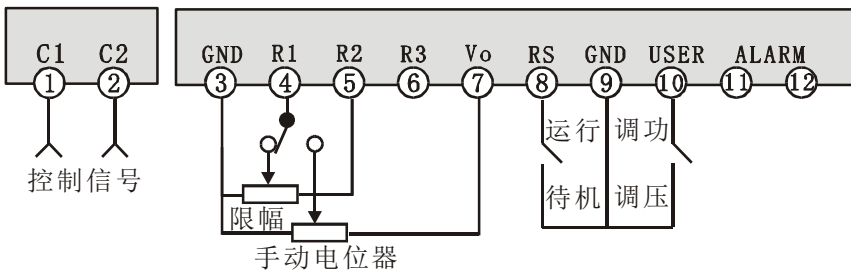 C1 C2 GND R1 R2 R3 Vo RS GND USER ALARM
1 2 3 4 5 6 7 8 9 10 11 12
运行 调功
控制信号
待机 调压
限幅
手动电位器